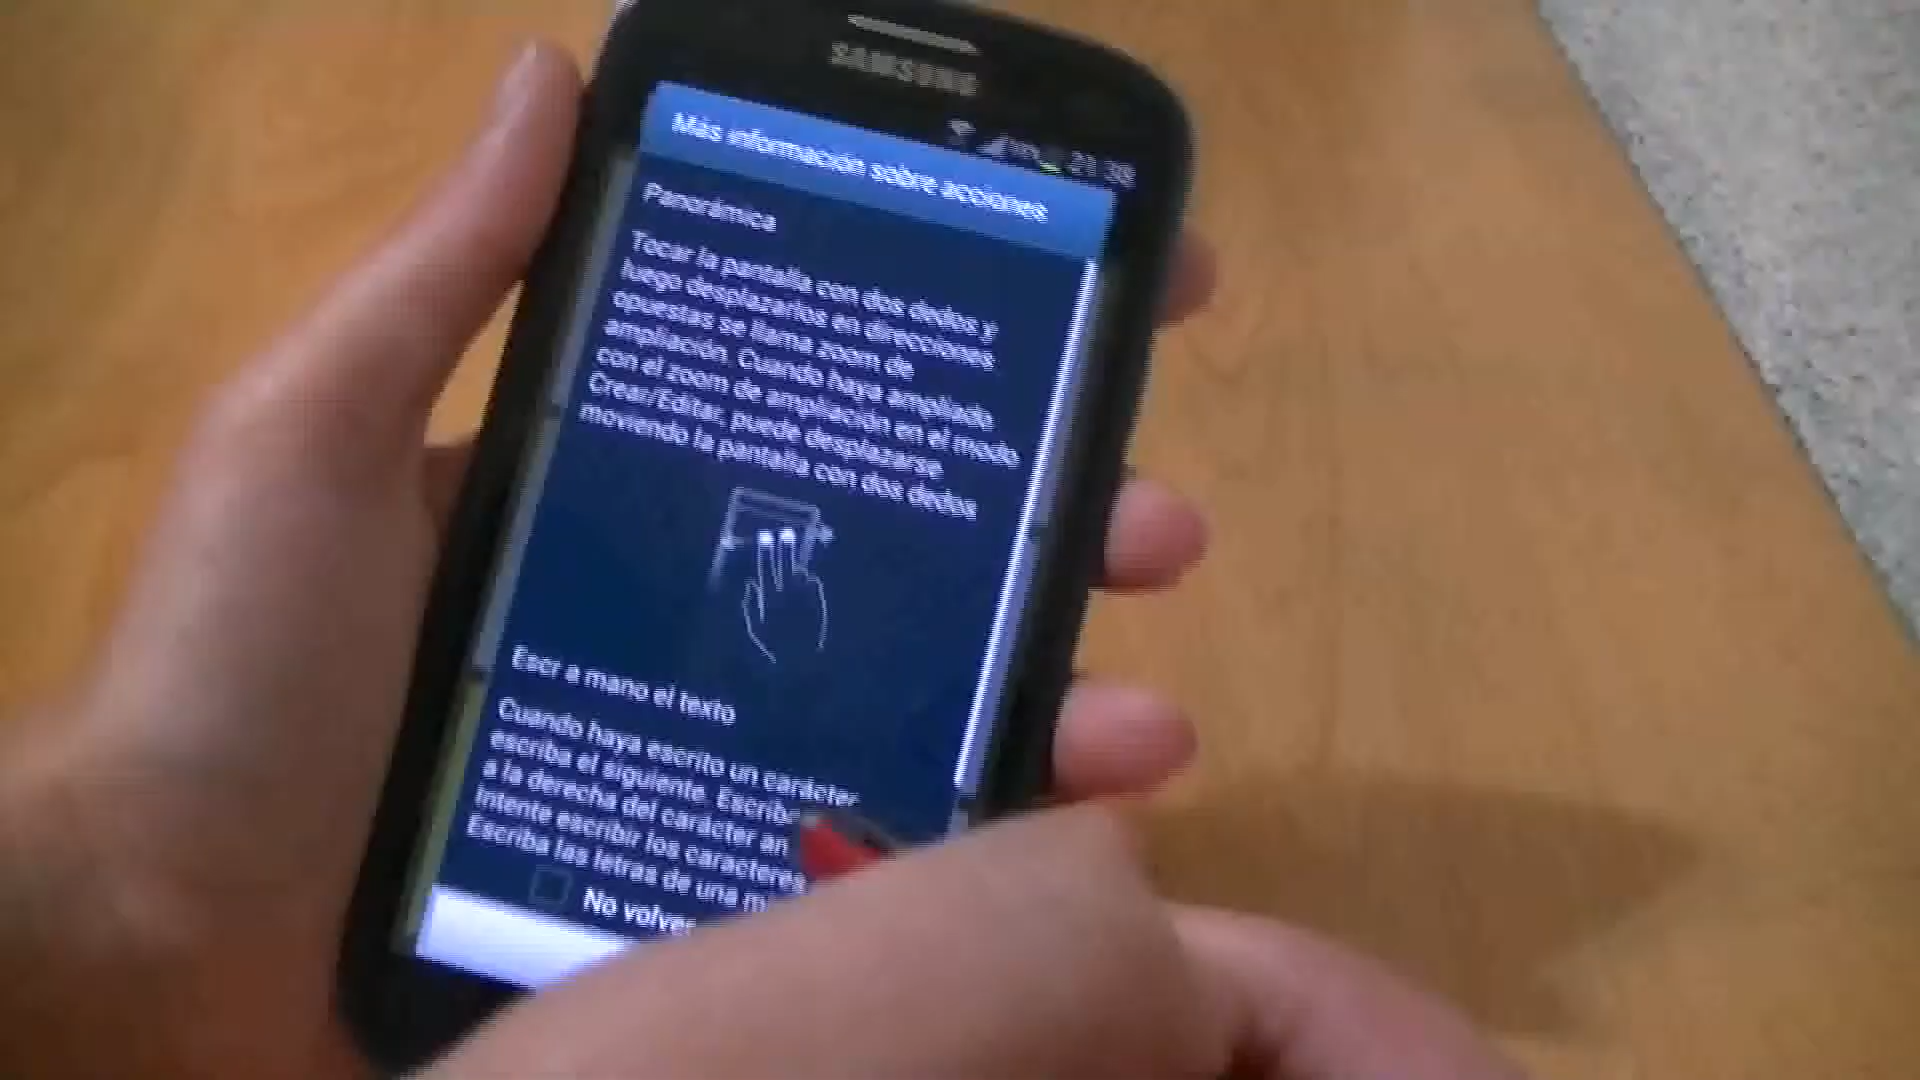 SAMSUNG
21:38
Más información sobre acciones
Panorámica
Tocar la pantalla con dos dedos y
luego desplazarlos en direcciones
opuestas se llama zoom de
ampliación. Cuando haya ampliado
con el zoom de ampliación en el modo
Crear/Editar, puede desplazarse
moviendo la pantalla con dos dedos
Escr a mano el texto
Cuando haya escrito un carácter
escriba el siguiente. Escriba
a la derecha del carácter an
Intente escribir los caracteres
Escriba las letras de una m
No volver